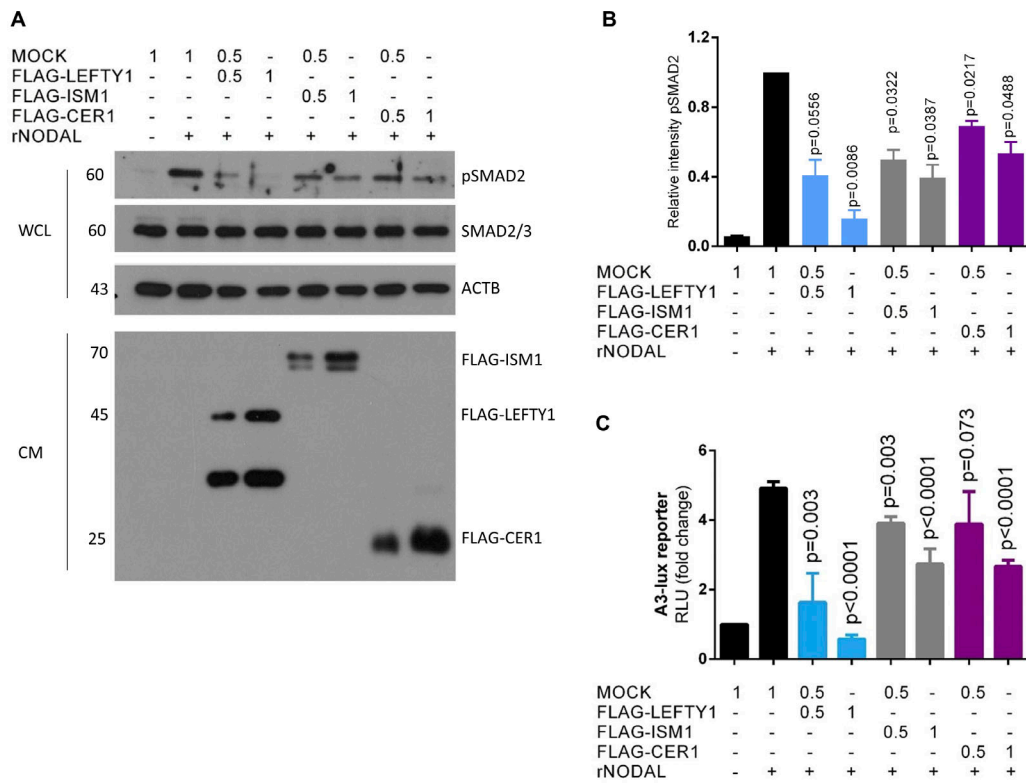 A
MOCK 1 1 0.5 - 0.5 - 0.5 -
FLAG-LEFTY1 - - 0.5 1 - - - -
FLAG-ISM1 - - - - 0.5 1 - -
FLAG-CER1 - - - - - - 0.5 1
rNODAL - + + + + + + +
60 pSMAD2
WCL 60 SMAD2/3
43 ACTB
70 FLAG-ISM1
45 FLAG-LEFTY1
CM
25 FLAG-CER1
B
Relative intensity pSMAD2
1.2
0.8
0.4
0.0
p=0.0556
p=0.0086
p=0.0322
p=0.0387
p=0.0217
p=0.0488
MOCK 1 1 0.5 - 0.5 - 0.5 -
FLAG-LEFTY1 - - 0.5 1 - - - -
FLAG-ISM1 - - - - 0.5 1 - -
FLAG-CER1 - - - - - - 0.5 1
rNODAL - + + + + + + +
C
A3-lux reporter
RLU (fold change)
6
4
2
0
p=0.003
p<0.0001
p=0.003
p<0.0001
p=0.073
p<0.0001
MOCK 1 1 0.5 - 0.5 - 0.5 -
FLAG-LEFTY1 - - 0.5 1 - - - -
FLAG-ISM1 - - - - 0.5 1 - -
FLAG-CER1 - - - - - - 0.5 1
rNODAL - + + + + + + +